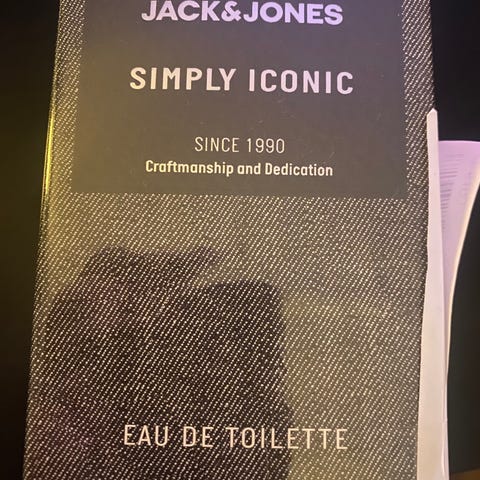 JACK&JONES
SIMPLY ICONIC
SINCE 1990
Craftmanship and Dedication
EAU DE TOILETTE